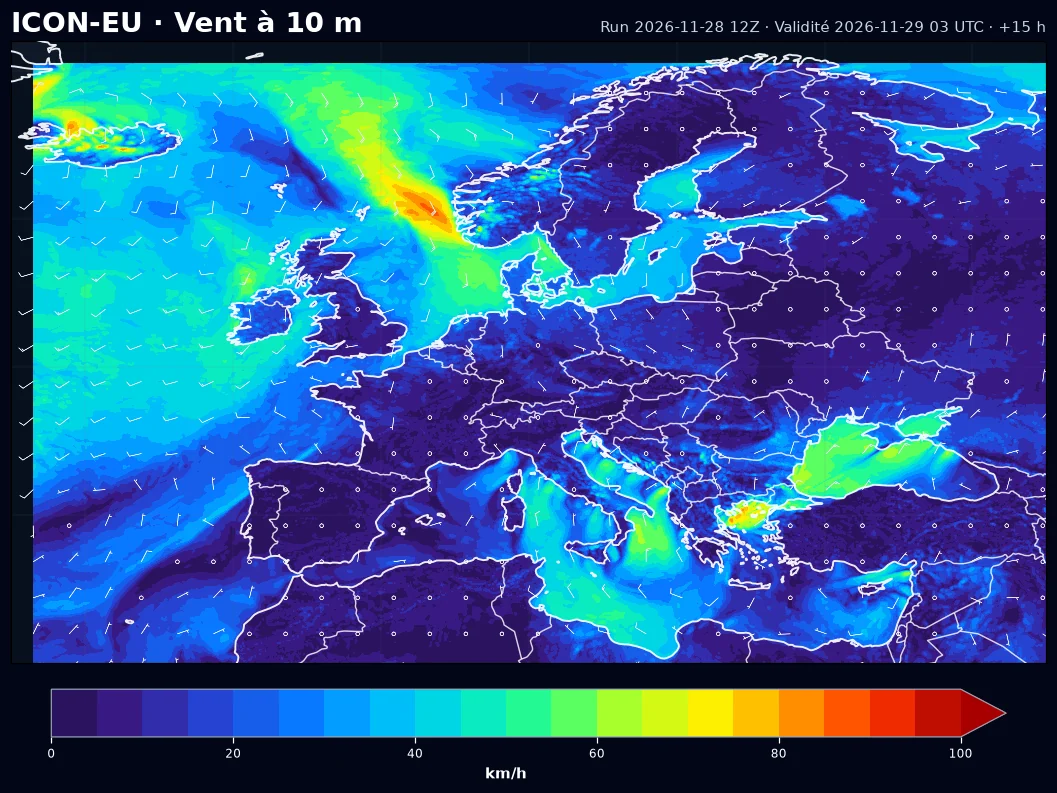 ICON-EU · Vent à 10 m
Run 2026-11-28 12Z · Validité 2026-11-29 03 UTC · +15 h
0 20 40 60 80 100
km/h